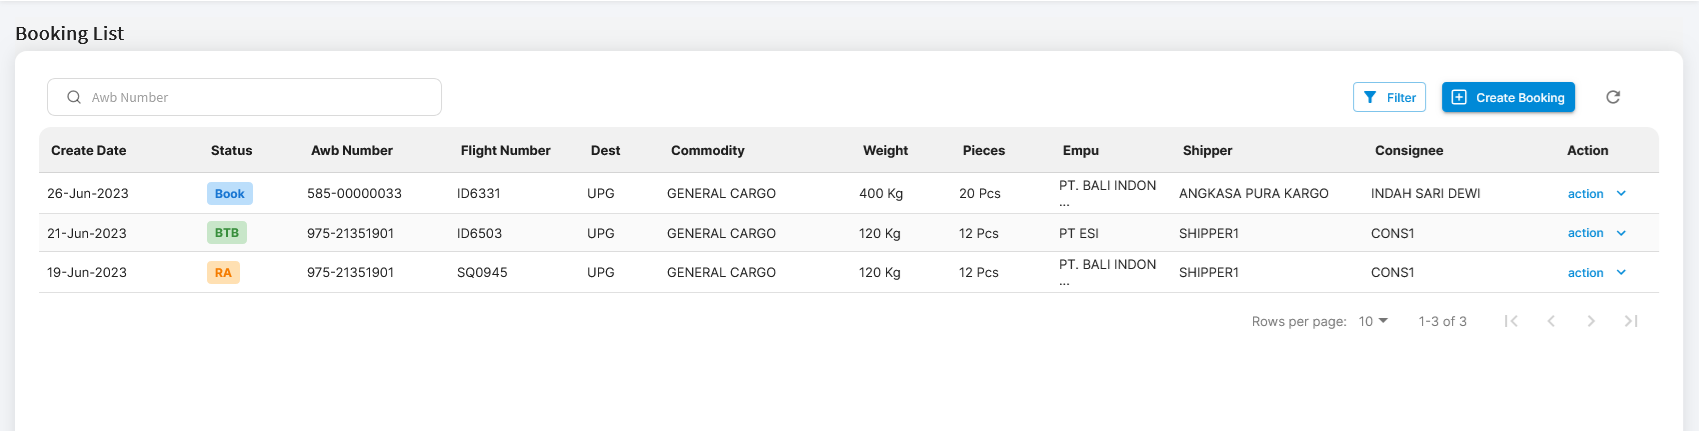 Booking List
Awb Number
Filter
Create Booking
Create Date Status Awb Number Flight Number Dest Commodity Weight Pieces Empu Shipper Consignee Action
26-Jun-2023 Book 585-00000033 ID6331 UPG GENERAL CARGO 400 Kg 20 Pcs PT. BALI INDON ... ANGKASA PURA KARGO INDAH SARI DEWI action
21-Jun-2023 BTB 975-21351901 ID6503 UPG GENERAL CARGO 120 Kg 12 Pcs PT ESI SHIPPER1 CONS1 action
19-Jun-2023 RA 975-21351901 SQ0945 UPG GENERAL CARGO 120 Kg 12 Pcs PT. BALI INDON ... SHIPPER1 CONS1 action
Rows per page: 10 1-3 of 3